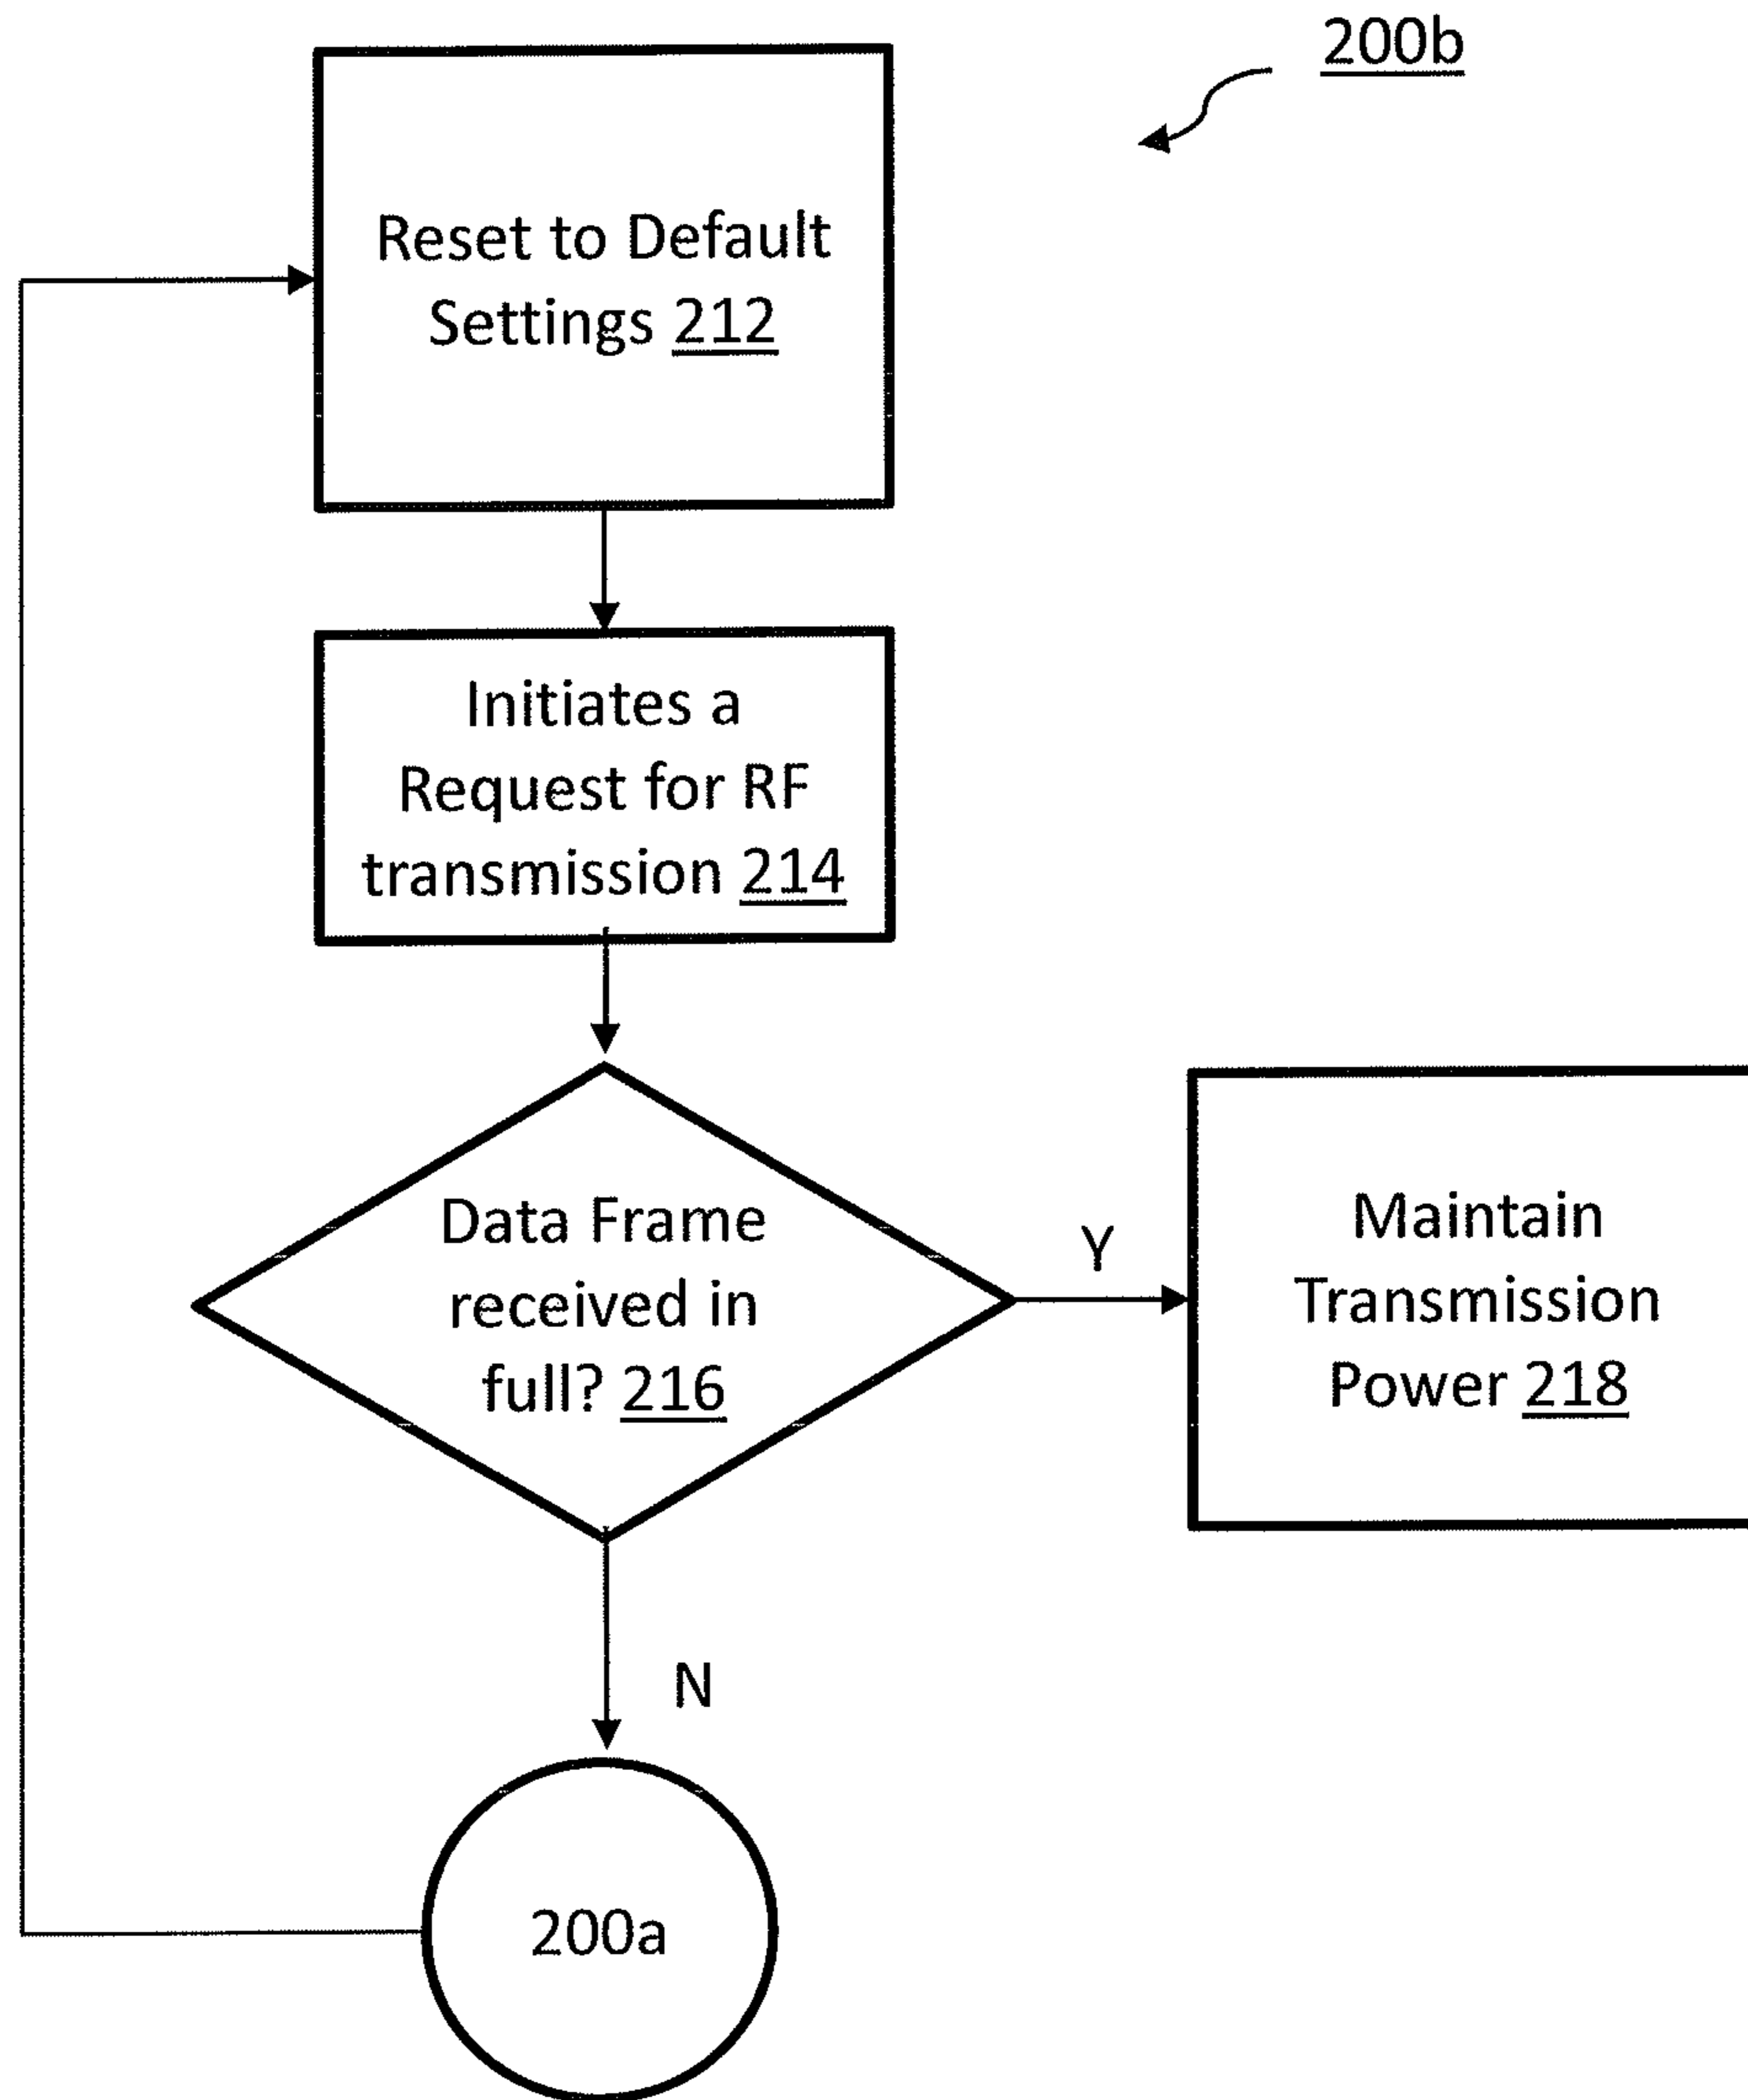 200b
Reset to Default
Settings 212
Initiates a
Request for RF
transmission 214
Data Frame
received in
full? 216
Y
Maintain
Transmission
Power 218
N
200a